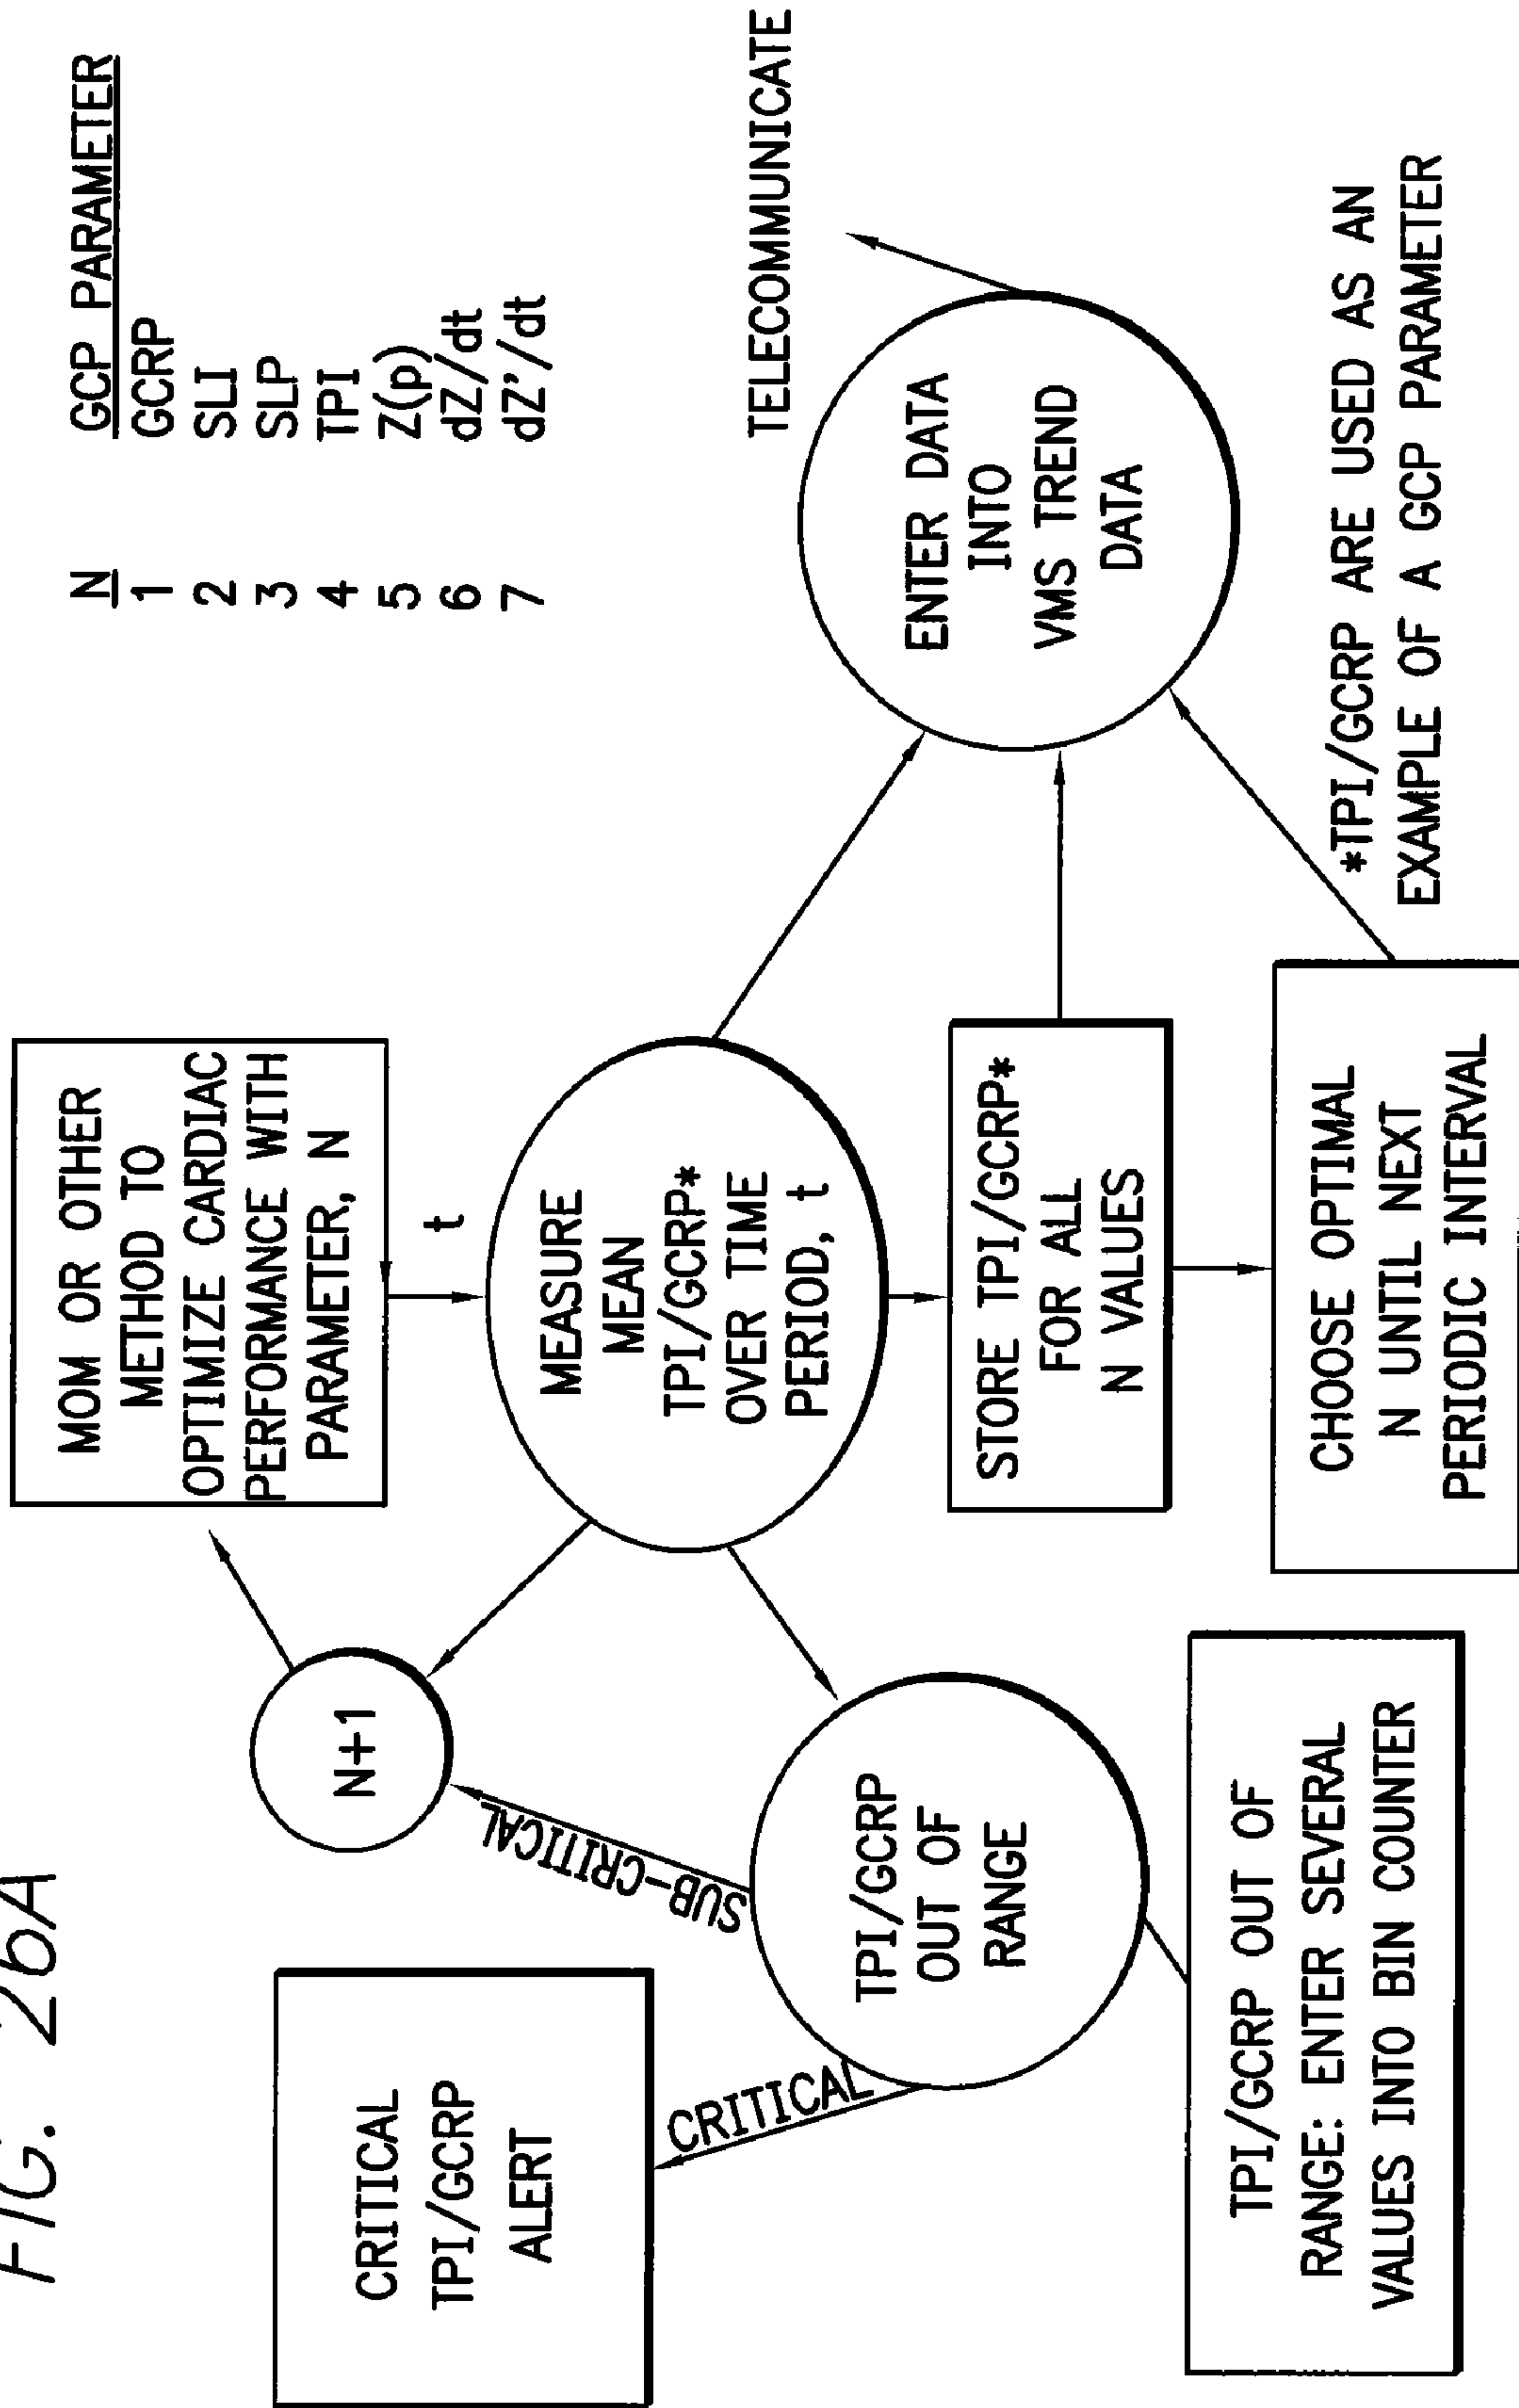 FIG. 26A
N GCP PARAMETER
1 GCRP
2 SLI
3 SLP
4 TPI
5 Z(p)
6 dZ/dt
7 dZ'/dt
MOM OR OTHER
METHOD TO
OPTIMIZE CARDIAC
PERFORMANCE WITH
PARAMETER, N
t
N+1
CRITICAL
TPI/GCRP
ALERT
CRITICAL
SUB-CRITICAL
MEASURE
MEAN
TPI/GCRP*
OVER TIME
PERIOD, t
TELECOMMUNICATE
ENTER DATA
INTO
VMS TREND
DATA
TPI/GCRP
OUT OF
RANGE
STORE TPI/GCRP*
FOR ALL
N VALUES
TPI/GCRP OUT OF
RANGE: ENTER SEVERAL
VALUES INTO BIN COUNTER
CHOOSE OPTIMAL
N UNTIL NEXT
PERIODIC INTERVAL
*TPI/GCRP ARE USED AS AN
EXAMPLE OF A GCP PARAMETER